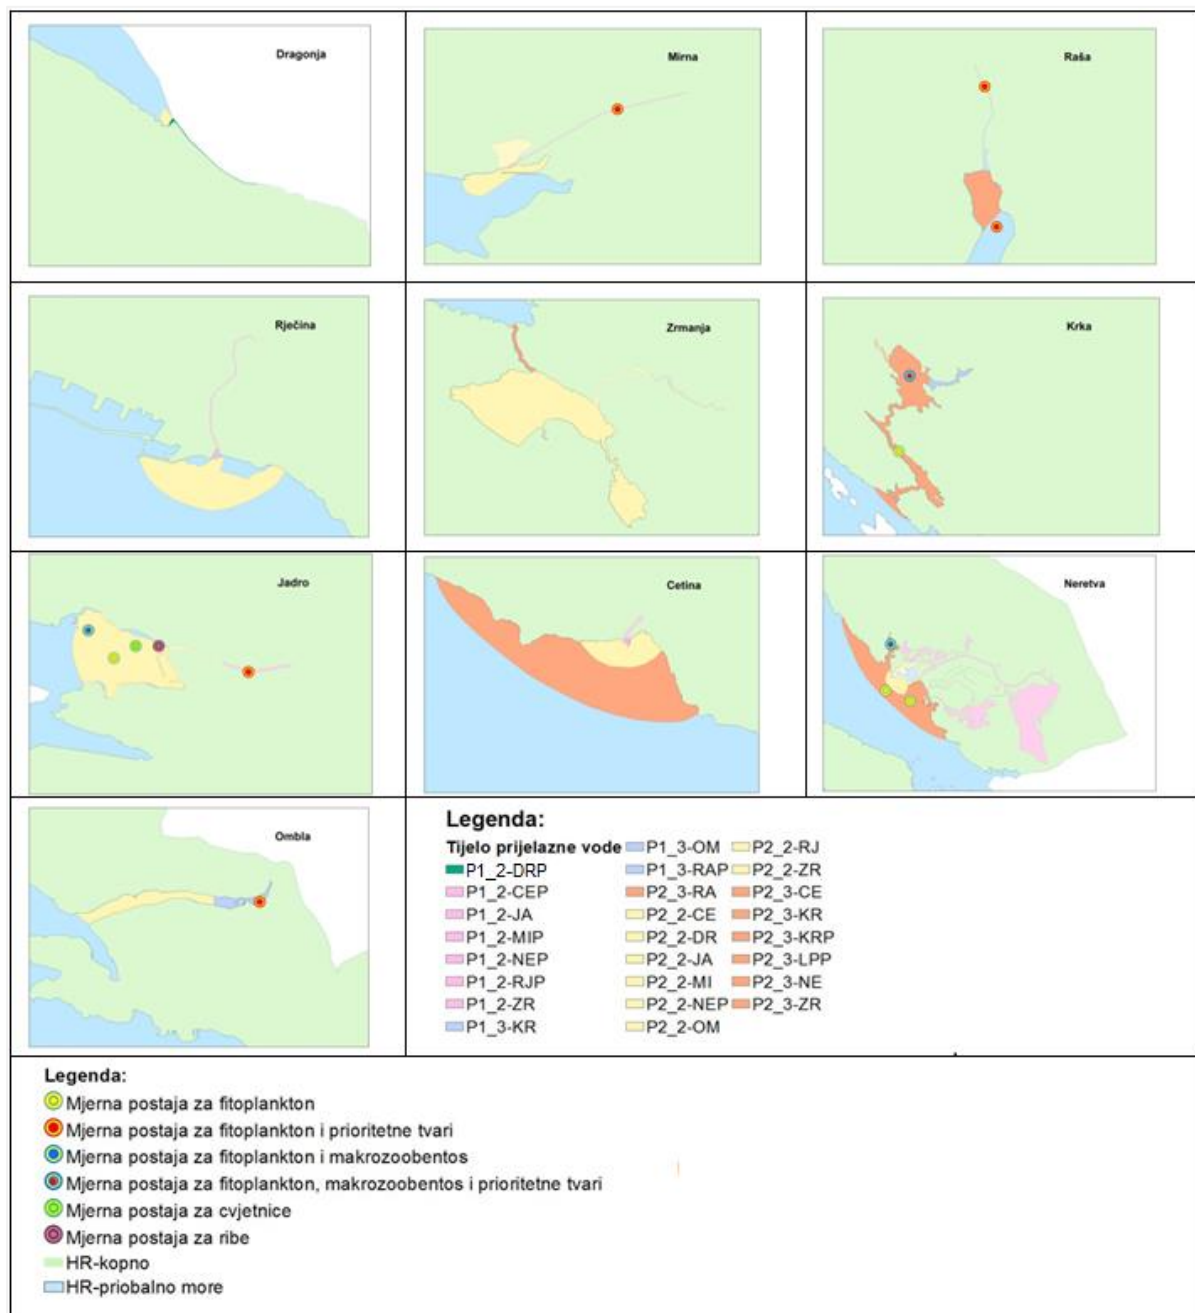 Dragonja
Mirna
Raša
Rječina
Zrmanja
Krka
Jadro
Cetina
Neretva
Ombla
Legenda:
Tijelo prijelazne vode
P1_2-DRP
P1_2-CEP
P1_2-JA
P1_2-MIP
P1_2-NEP
P1_2-RJP
P1_2-ZR
P1_3-KR
P1_3-OM
P1_3-RAP
P2_3-RA
P2_2-CE
P2_2-DR
P2_2-JA
P2_2-MI
P2_2-NEP
P2_2-OM
P2_2-RJ
P2_2-ZR
P2_3-CE
P2_3-KR
P2_3-KRP
P2_3-LPP
P2_3-NE
P2_3-ZR
Legenda:
Mjerna postaja za fitoplankton
Mjerna postaja za fitoplankton i prioritetne tvari
Mjerna postaja za fitoplankton i makrozoobentos
Mjerna postaja za fitoplankton, makrozoobentos i prioritetne tvari
Mjerna postaja za cvjetnice
Mjerna postaja za ribe
HR-kopno
HR-priobalno more